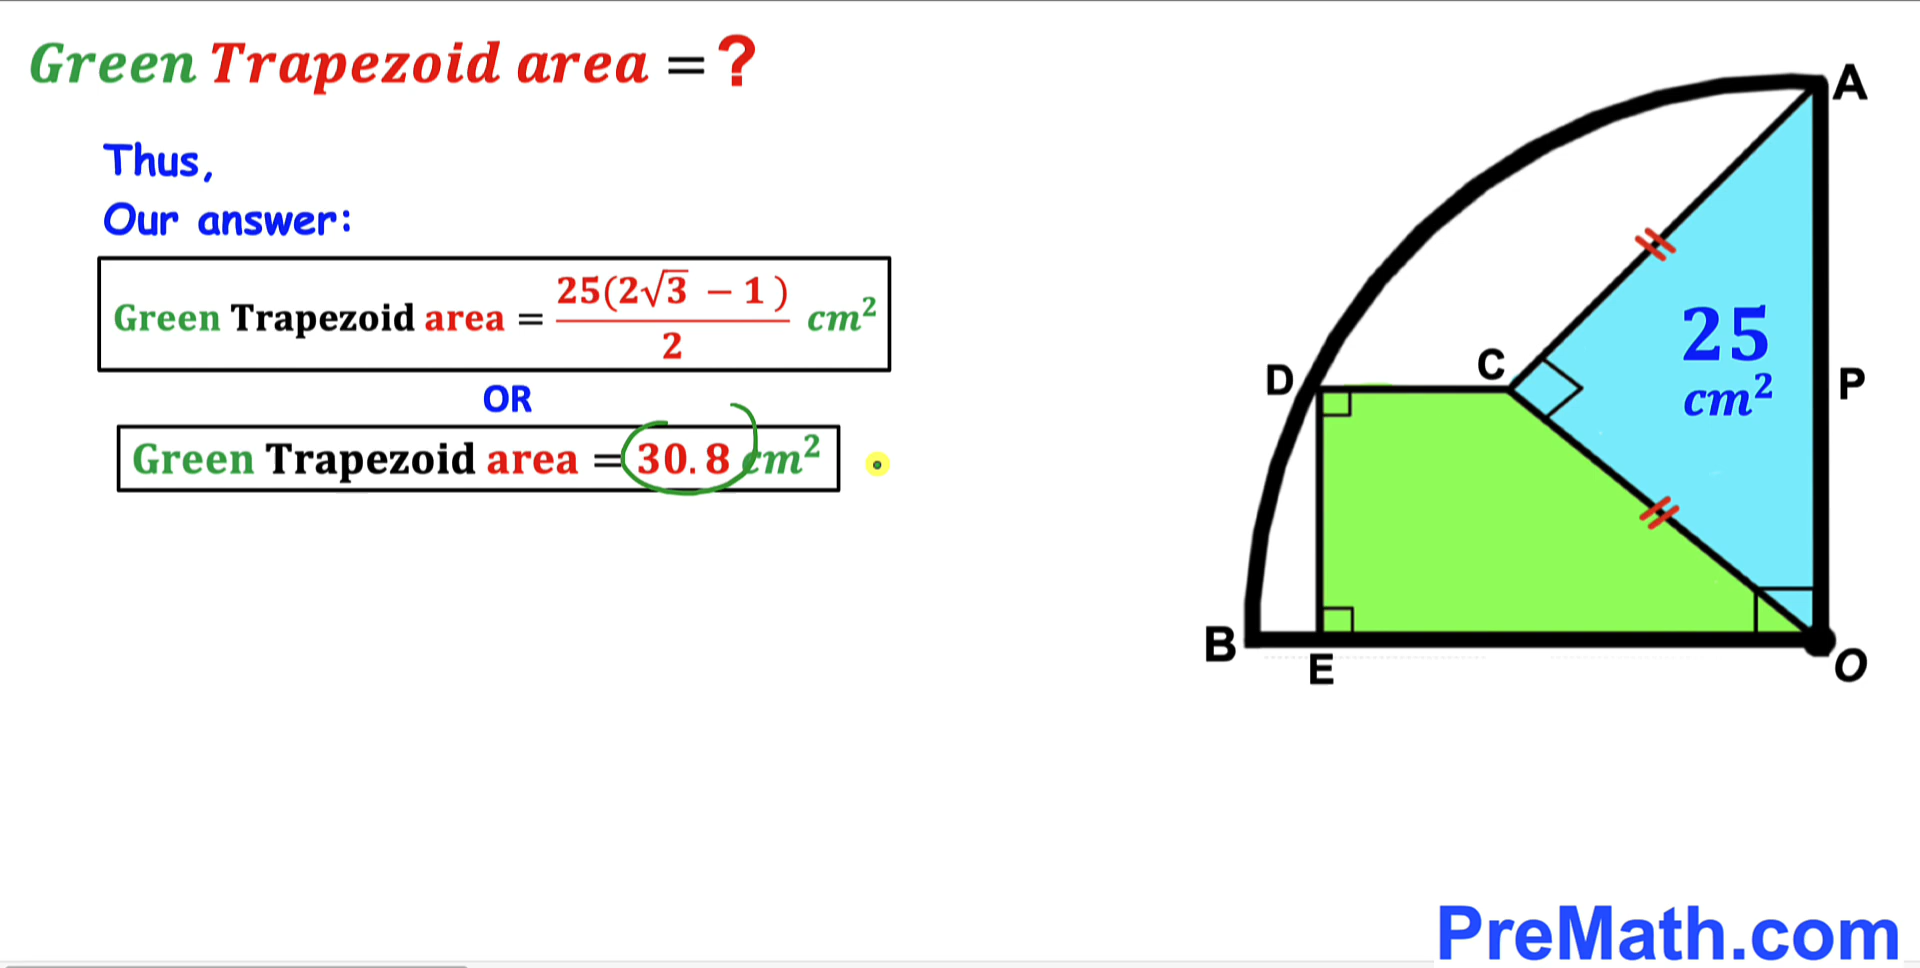 Green Trapezoid area = ?
Thus,
Our answer:
Green Trapezoid area = 25(2√3 − 1)/2 cm²
OR
Green Trapezoid area = 30.8 cm²
A
25
cm²
P
D
C
B
E
O
PreMath.com